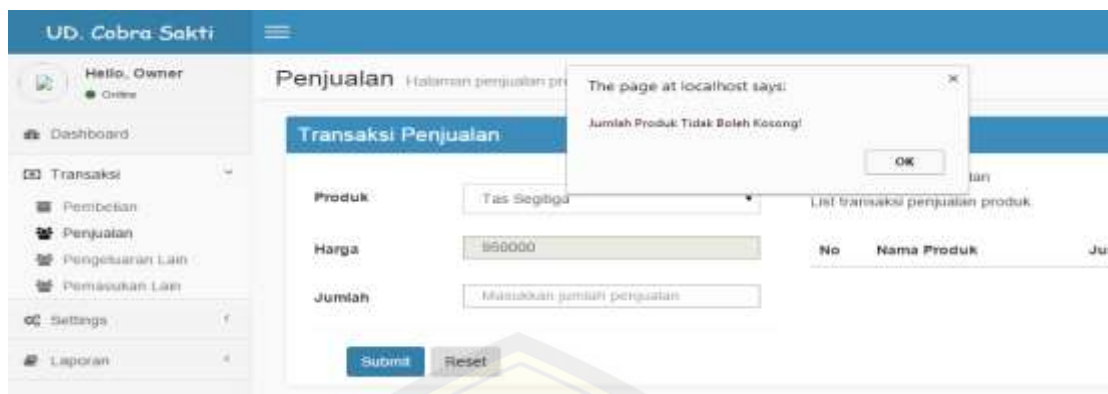 UD. Cobra Sakti
Hello, Owner
Online
Dashboard
Transaksi
Pembelian
Penjualan
Pengeluaran Lain
Pemasukan Lain
Settings
Laporan
Penjualan Halaman penjualan
The page at localhost says:
×
Jumlah Produk Tidak Boleh Kosong!
OK
Transaksi Penjualan
Produk
Tas Segitiga
Harga
Jumlah
Masukkan jumlah penjualan
Submit
Reset
List transaksi penjualan produk.
No Nama Produk